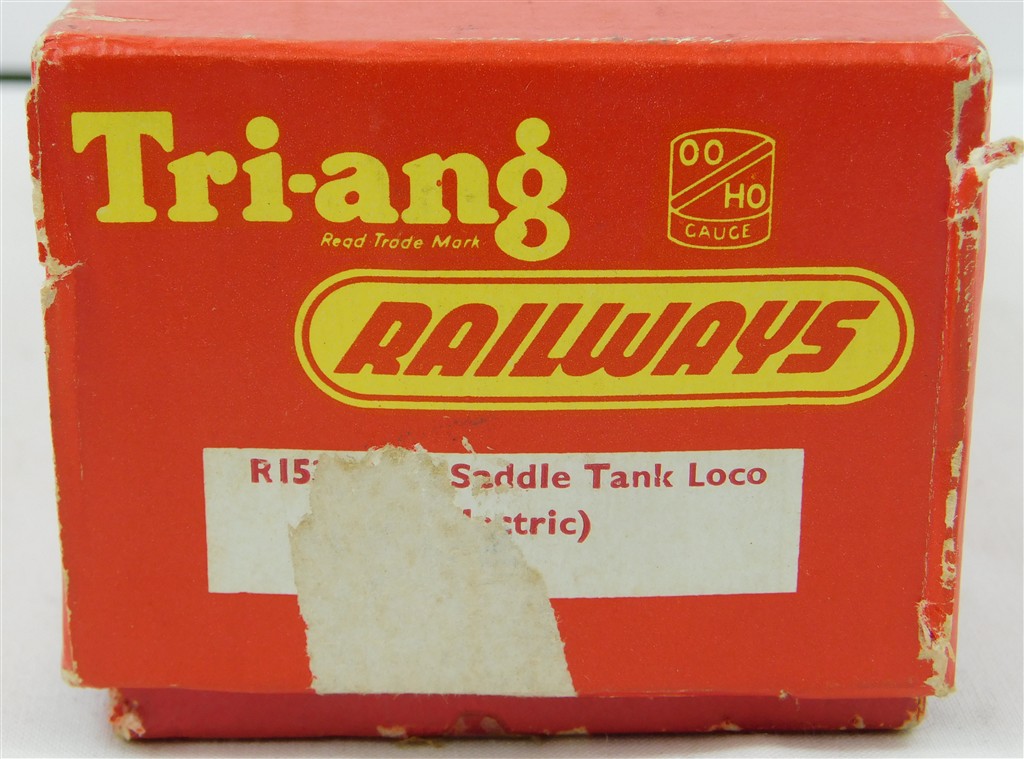 Tri-ang
Regd Trade Mark
OO
HO
GAUGE
RAILWAYS
Saddle Tank Loco